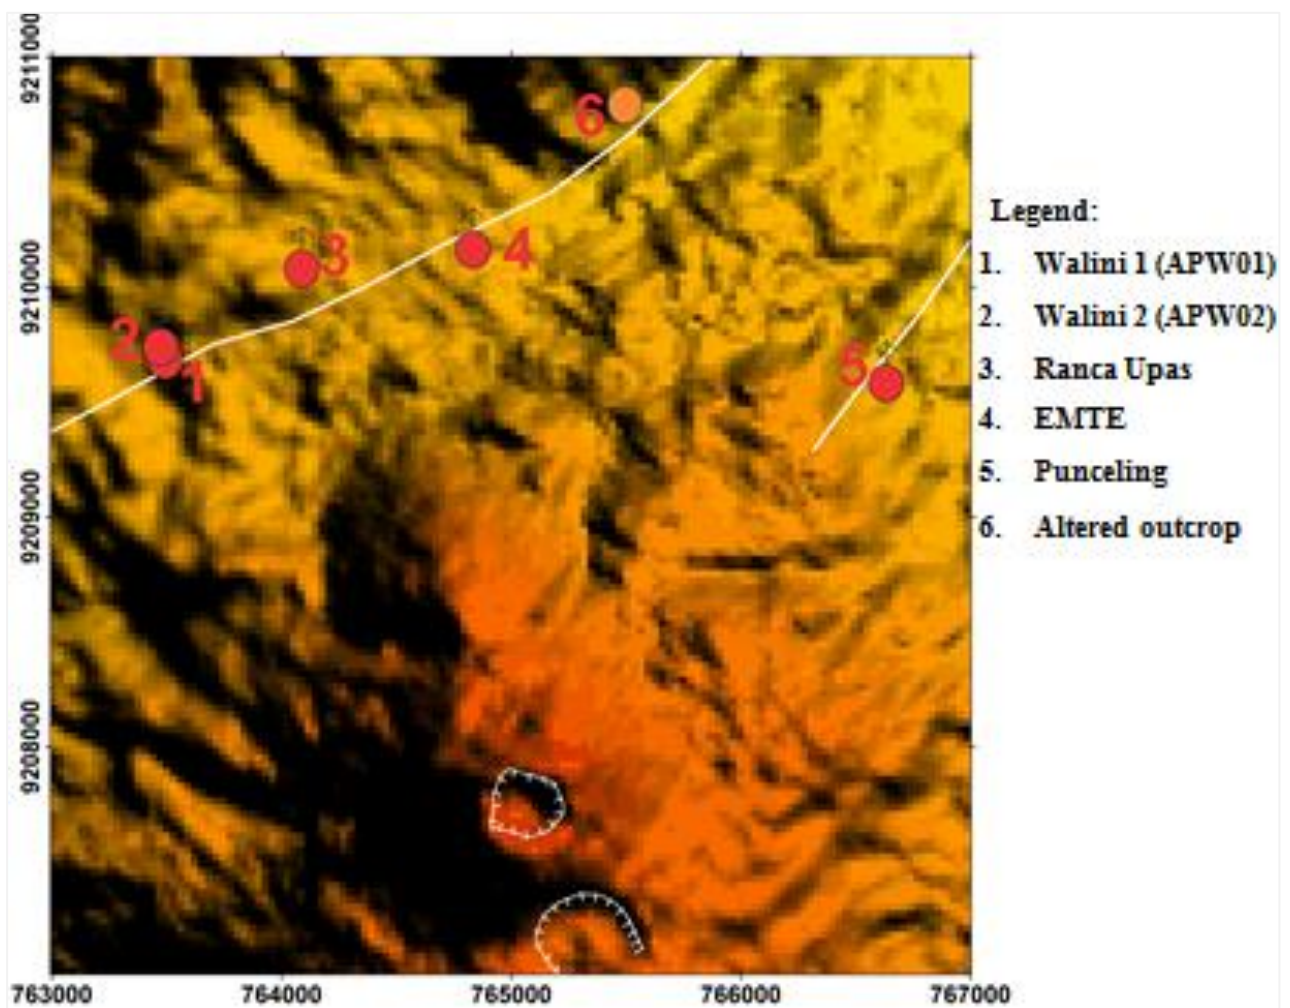 9211000
6
Legend:
3
4
1. Walini 1 (APW01)
9210000
2. Walini 2 (APW02)
2
1
5
3. Ranca Upas
4. EMTE
5. Punceling
9209000
6. Altered outcrop
9208000
763000 764000 765000 766000 767000